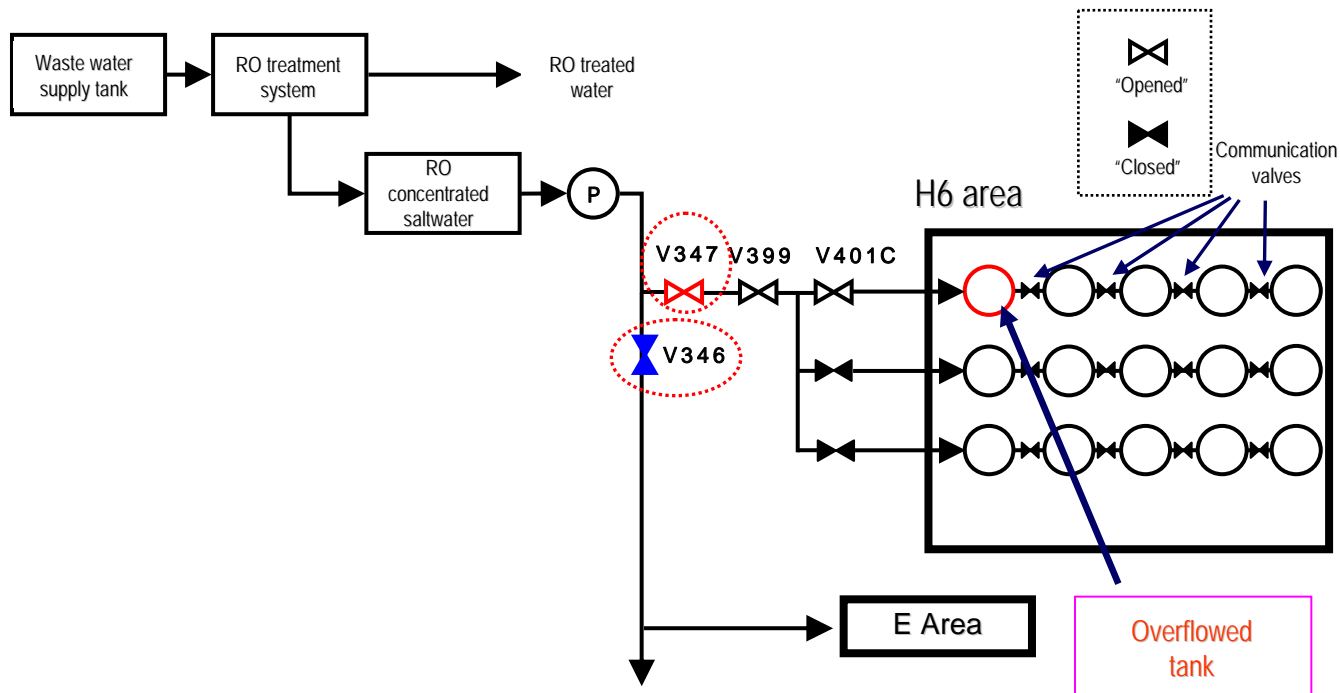 Waste water
supply tank
RO treatment
system
RO treated
water
RO
concentrated
saltwater
P
"Opened"
"Closed"
Communication
valves
H6 area
V347
V399
V401C
V346
E Area
Overflowed
tank